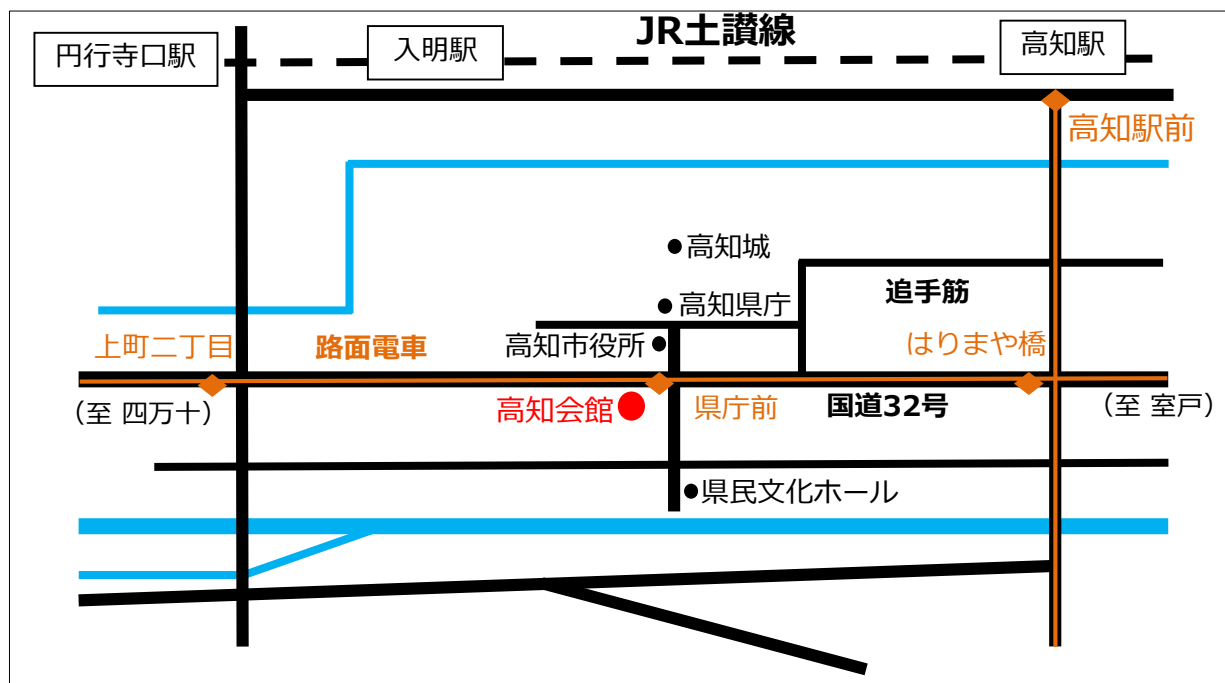 JR土讃線
円行寺口駅
入明駅
高知駅
高知駅前
高知城
高知県庁
追手筋
上町二丁目
路面電車
高知市役所
はりまや橋
(至 四万十)
高知会館
県庁前
国道32号
(至 室戸)
県民文化ホール